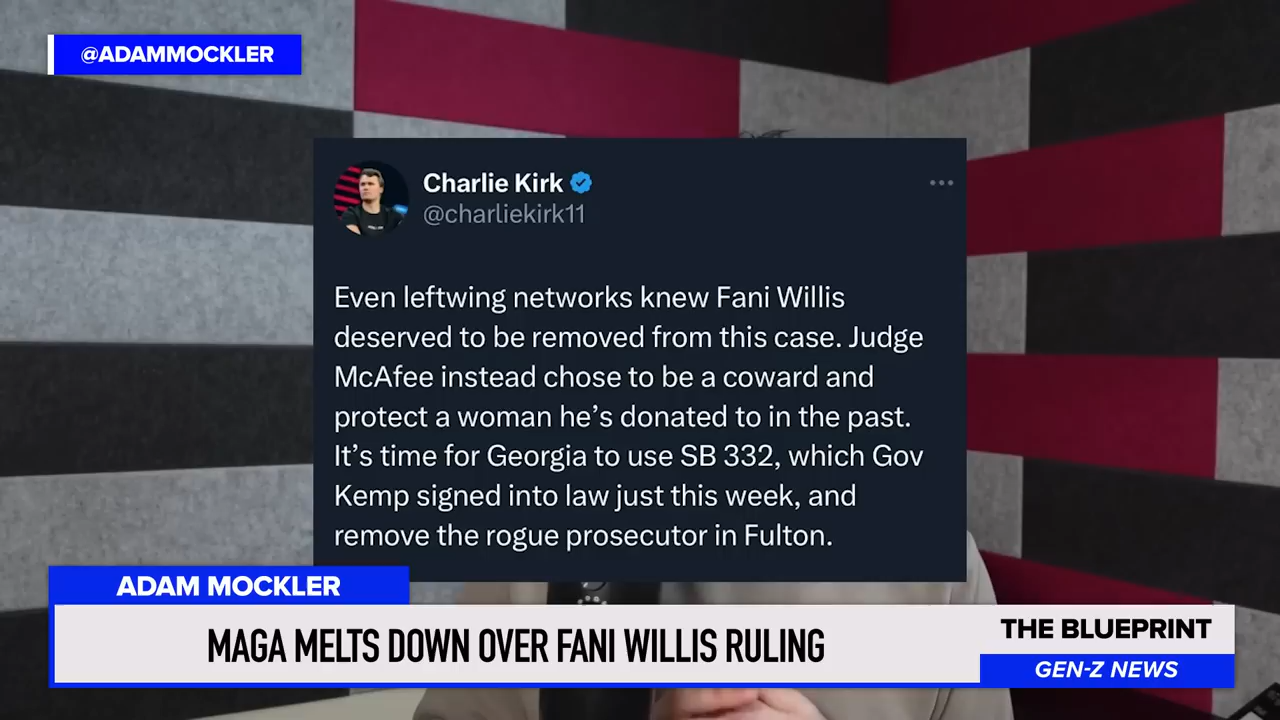 @ADAMMOCKLER
Charlie Kirk
@charliekirk11
Even leftwing networks knew Fani Willis
deserved to be removed from this case. Judge
McAfee instead chose to be a coward and
protect a woman he’s donated to in the past.
It’s time for Georgia to use SB 332, which Gov
Kemp signed into law just this week, and
remove the rogue prosecutor in Fulton.
ADAM MOCKLER
MAGA MELTS DOWN OVER FANI WILLIS RULING
THE BLUEPRINT
GEN-Z NEWS